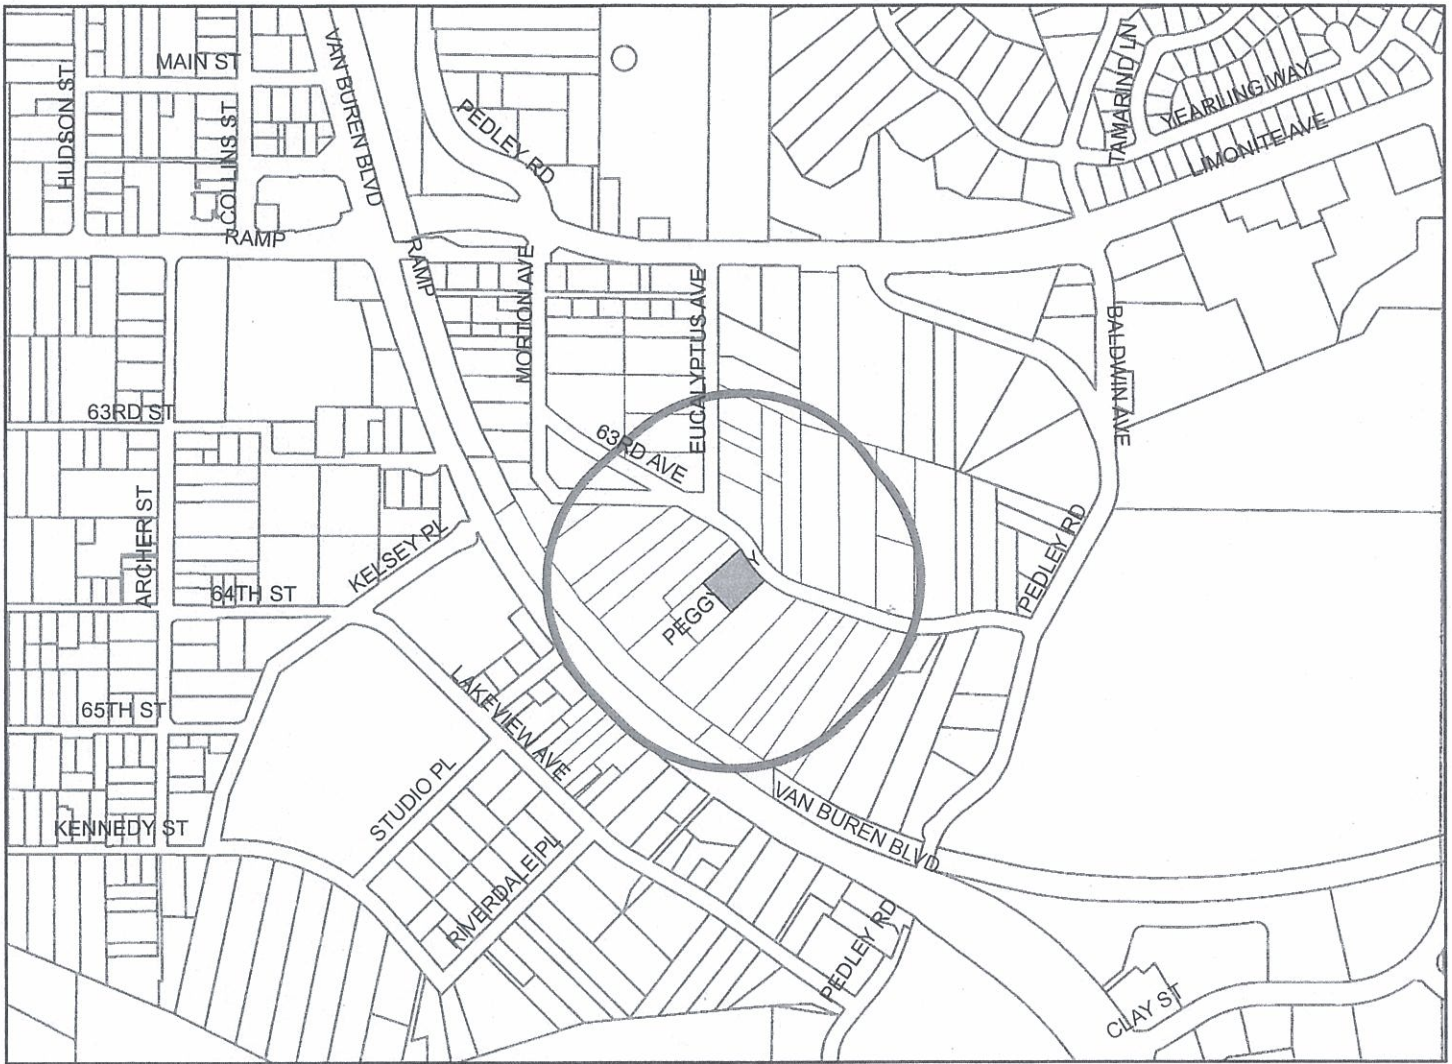 MAIN ST
HUDSON ST
COLLINS ST
VAN BUREN BLVD
PEDLEY RD
TAMARIND LN
YEARLING WAY
LIMONITE AVE
RAMP
RAMP
MORTON AVE
EUCALYPTUS AVE
BALDWIN AVE
63RD ST
63RD AVE
ARCHER ST
KELSEY PL
64TH ST
PEGGY
PEDLEY RD
LAKEVIEW AVE
65TH ST
STUDIO PL
VAN BUREN BLVD
KENNEDY ST
RIVERDALE PL
PEDLEY RD
CLAY ST